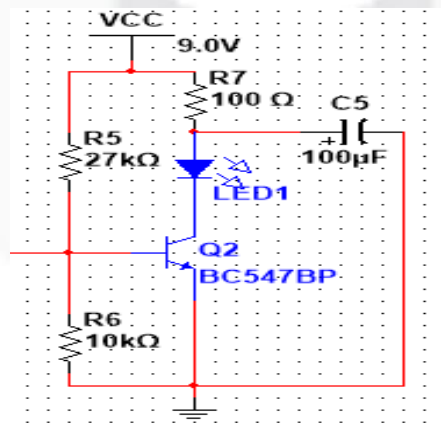 VCC
9.0V
R7
100 Ω
C5
R5
27kΩ
+
100µF
LED1
Q2
BC547BP
R6
10kΩ